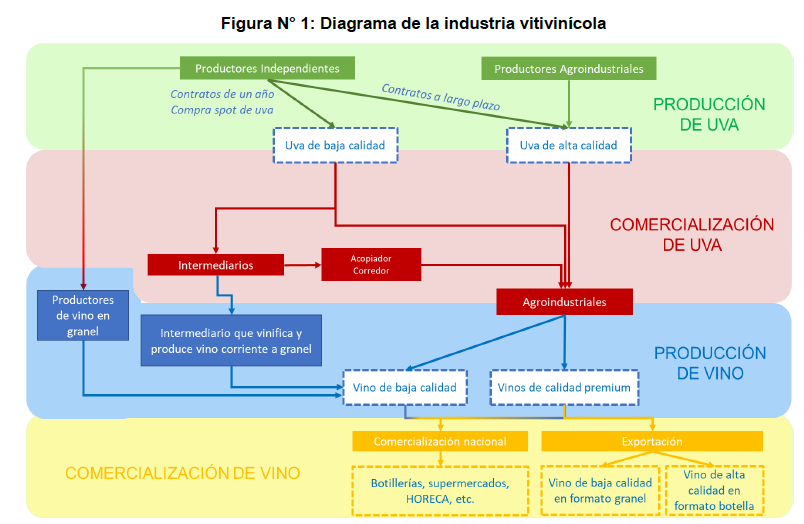 Figura N° 1: Diagrama de la industria vitivinícola
Productores Independientes
Productores Agroindustriales
Contratos de un año
Compra spot de uva
Contratos a largo plazo
PRODUCCIÓN
DE UVA
Uva de baja calidad
Uva de alta calidad
COMERCIALIZACIÓN
DE UVA
Intermediarios
Acopiador
Corredor
Agroindustriales
Productores
de vino en
granel
Intermediario que vinifica y
produce vino corriente a granel
PRODUCCIÓN
DE VINO
Vino de baja calidad
Vinos de calidad premium
Comercialización nacional
Exportación
COMERCIALIZACIÓN DE VINO
Botillerías, supermercados,
HORECA, etc.
Vino de baja calidad
en formato granel
Vino de alta
calidad en
formato botella